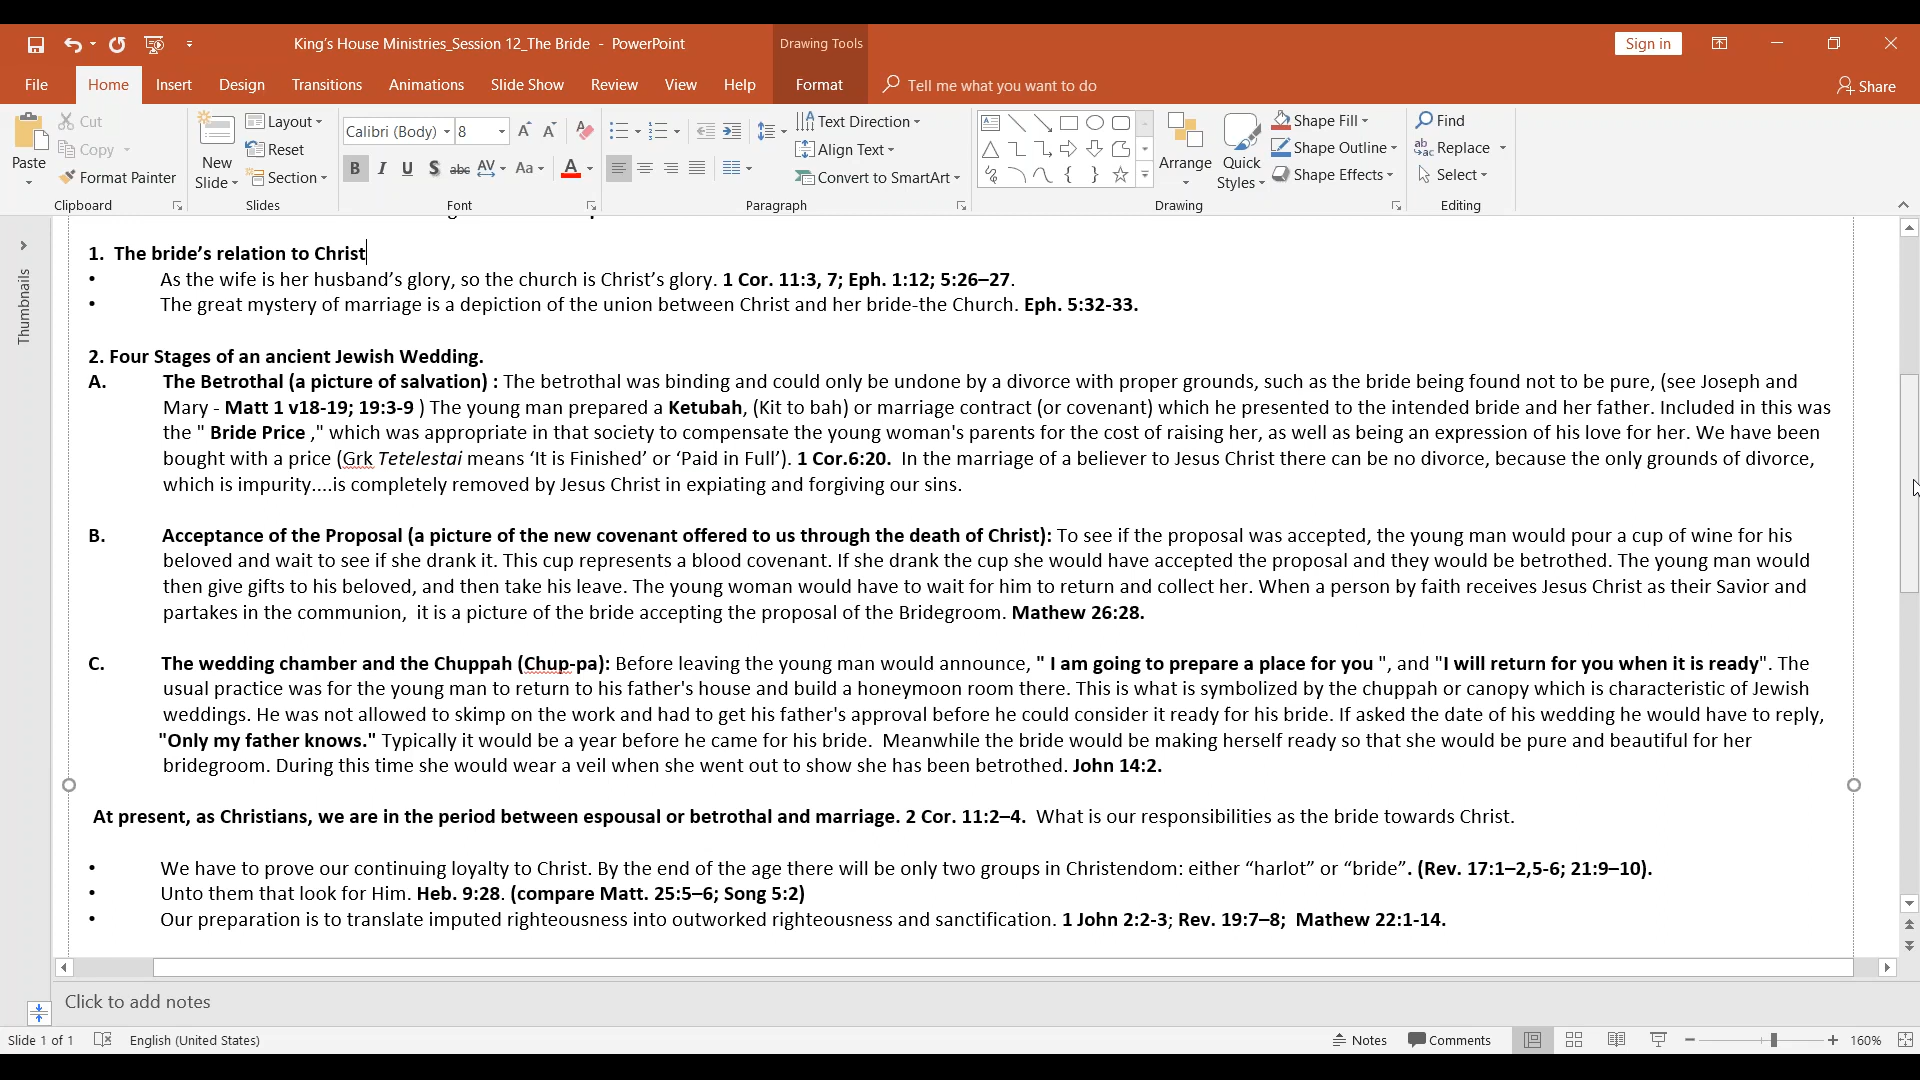 King's House Ministries_Session 12_The Bride - PowerPoint
Drawing Tools
Sign in
File Home Insert Design Transitions Animations Slide Show Review View Help Format Tell me what you want to do Share
Paste
Cut
Copy
Format Painter
Clipboard
New Slide
Layout
Reset
Section
Slides
Calibri (Body) 8
B I U S abc AV Aa A
Font
Text Direction
Align Text
Convert to SmartArt
Paragraph
Arrange
Quick Styles
Shape Fill
Shape Outline
Shape Effects
Drawing
Find
Replace
Select
Editing
Thumbnails
1. The bride’s relation to Christ
• As the wife is her husband’s glory, so the church is Christ’s glory. 1 Cor. 11:3, 7; Eph. 1:12; 5:26–27.
• The great mystery of marriage is a depiction of the union between Christ and her bride-the Church. Eph. 5:32-33.
2. Four Stages of an ancient Jewish Wedding.
A. The Betrothal (a picture of salvation) : The betrothal was binding and could only be undone by a divorce with proper grounds, such as the bride being found not to be pure, (see Joseph and
Mary - Matt 1 v18-19; 19:3-9 ) The young man prepared a Ketubah, (Kit to bah) or marriage contract (or covenant) which he presented to the intended bride and her father. Included in this was
the " Bride Price ," which was appropriate in that society to compensate the young woman's parents for the cost of raising her, as well as being an expression of his love for her. We have been
bought with a price (Grk Tetelestai means ‘It is Finished’ or ‘Paid in Full’). 1 Cor.6:20. In the marriage of a believer to Jesus Christ there can be no divorce, because the only grounds of divorce,
which is impurity....is completely removed by Jesus Christ in expiating and forgiving our sins.
B. Acceptance of the Proposal (a picture of the new covenant offered to us through the death of Christ): To see if the proposal was accepted, the young man would pour a cup of wine for his
beloved and wait to see if she drank it. This cup represents a blood covenant. If she drank the cup she would have accepted the proposal and they would be betrothed. The young man would
then give gifts to his beloved, and then take his leave. The young woman would have to wait for him to return and collect her. When a person by faith receives Jesus Christ as their Savior and
partakes in the communion, it is a picture of the bride accepting the proposal of the Bridegroom. Mathew 26:28.
C. The wedding chamber and the Chuppah (Chup-pa): Before leaving the young man would announce, " I am going to prepare a place for you ", and "I will return for you when it is ready". The
usual practice was for the young man to return to his father's house and build a honeymoon room there. This is what is symbolized by the chuppah or canopy which is characteristic of Jewish
weddings. He was not allowed to skimp on the work and had to get his father's approval before he could consider it ready for his bride. If asked the date of his wedding he would have to reply,
"Only my father knows." Typically it would be a year before he came for his bride. Meanwhile the bride would be making herself ready so that she would be pure and beautiful for her
bridegroom. During this time she would wear a veil when she went out to show she has been betrothed. John 14:2.
At present, as Christians, we are in the period between espousal or betrothal and marriage. 2 Cor. 11:2–4. What is our responsibilities as the bride towards Christ.
• We have to prove our continuing loyalty to Christ. By the end of the age there will be only two groups in Christendom: either “harlot” or “bride”. (Rev. 17:1–2,5-6; 21:9–10).
• Unto them that look for Him. Heb. 9:28. (compare Matt. 25:5–6; Song 5:2)
• Our preparation is to translate imputed righteousness into outworked righteousness and sanctification. 1 John 2:2-3; Rev. 19:7–8; Mathew 22:1-14.
Click to add notes
Slide 1 of 1 English (United States) Notes Comments 160%